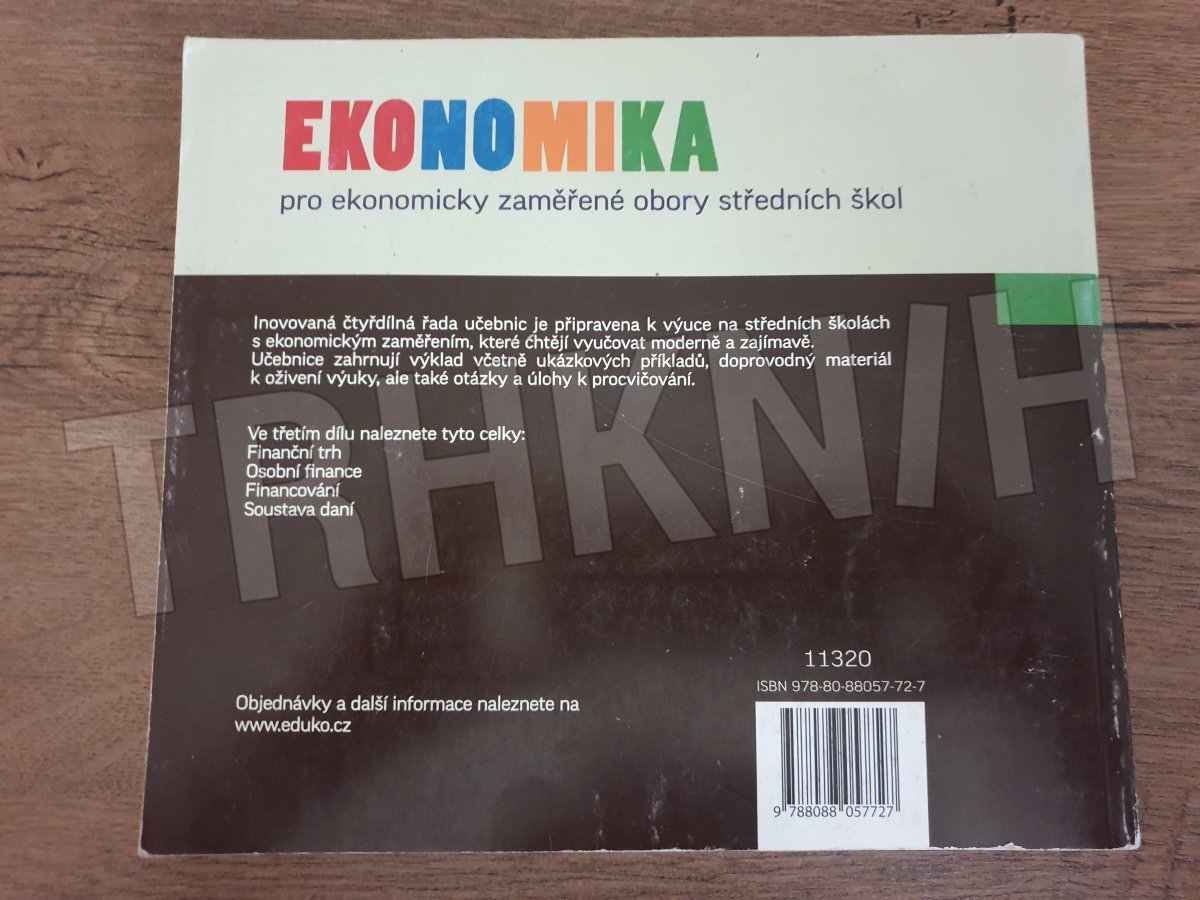 EKONOMIKA
pro ekonomicky zaměřené obory středních škol
Inovovaná čtyřdílná řada učebnic je připravena k výuce na středních školách
s ekonomickým zaměřením, které chtějí vyučovat moderně a zajímavě.
Učebnice zahrnují výklad včetně ukázkových příkladů, doprovodný materiál
k oživení výuky, ale také otázky a úlohy k procvičování.
Ve třetím dílu naleznete tyto celky:
Finanční trh
Osobní finance
Financování
Soustava daní
TRHKNIH
11320
ISBN 978-80-88057-72-7
Objednávky a další informace naleznete na
www.eduko.cz
9 788088 057727